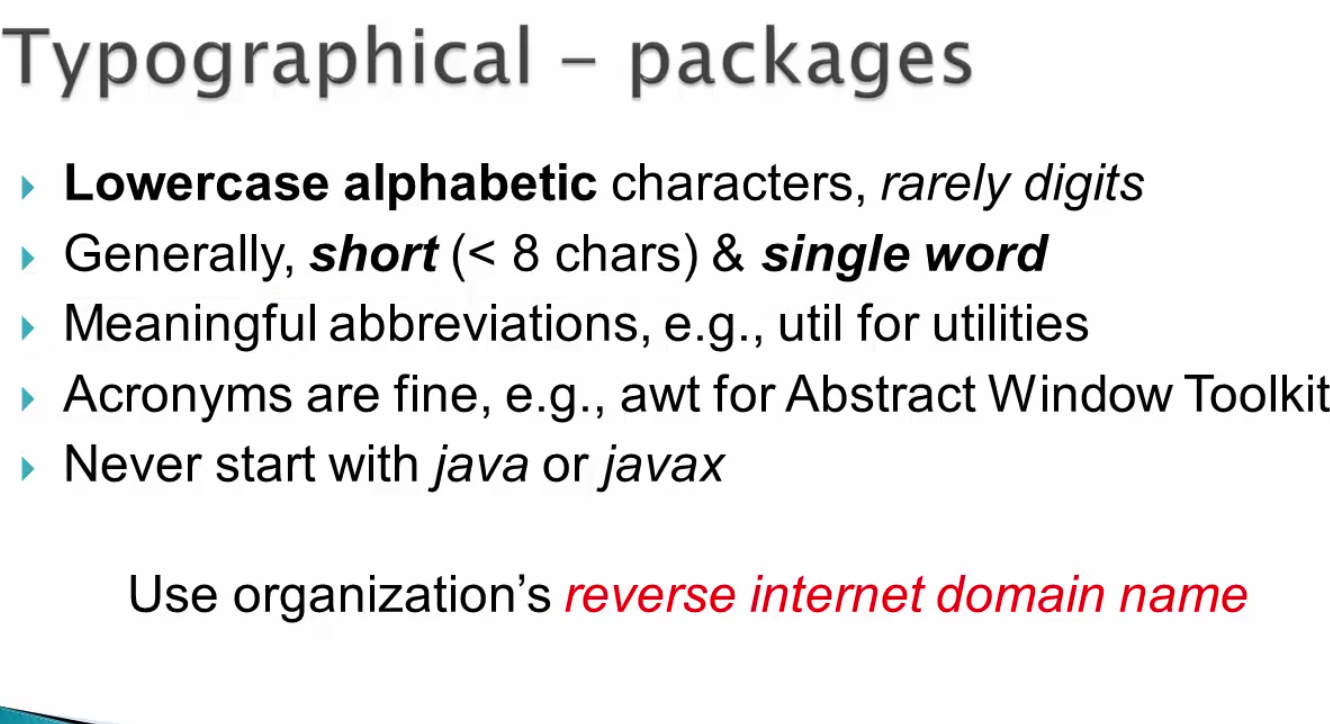 Typographical – packages
Lowercase alphabetic characters, rarely digits
Generally, short (< 8 chars) & single word
Meaningful abbreviations, e.g., util for utilities
Acronyms are fine, e.g., awt for Abstract Window Toolkit
Never start with java or javax
Use organization’s reverse internet domain name